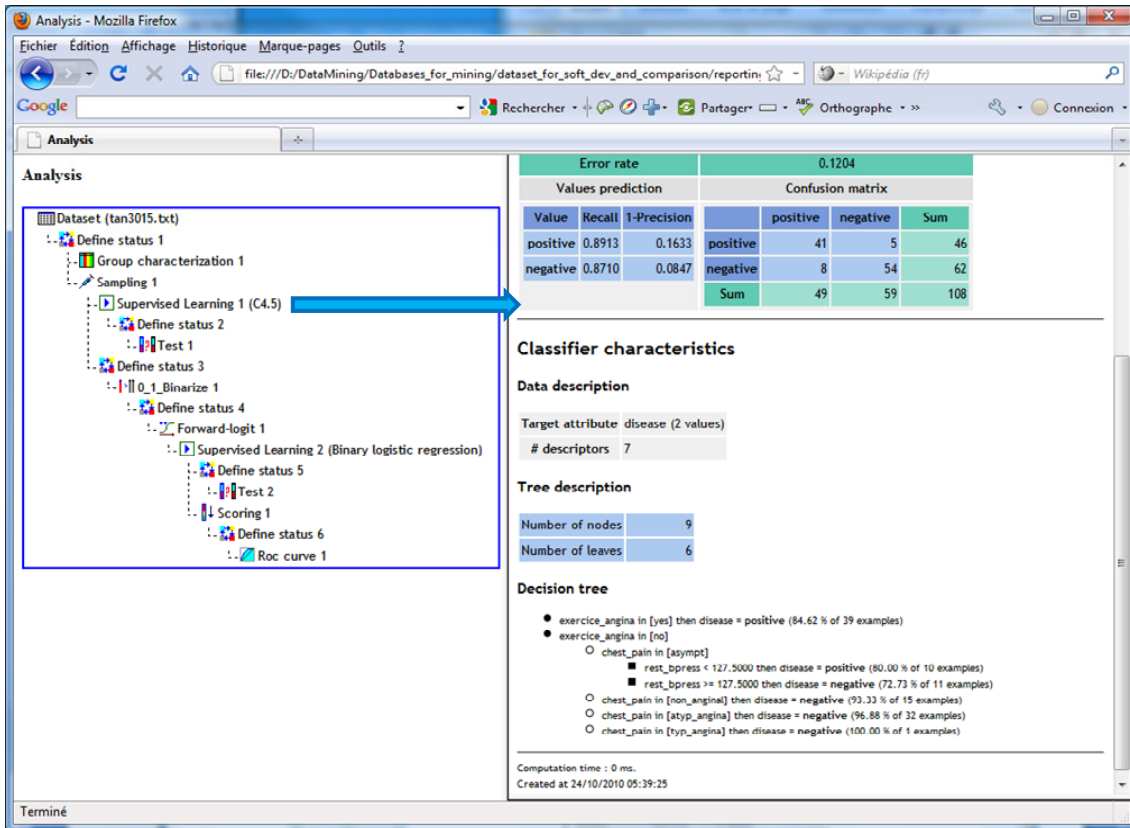 Analysis - Mozilla Firefox
Fichier Édition Affichage Historique Marque-pages Outils ?
file:///D:/DataMining/Databases_for_mining/dataset_for_soft_dev_and_comparison/reporting
Wikipédia (fr)
Google Rechercher Partager Orthographe » Connexion
Analysis
Analysis
Dataset (tan3015.txt)
Define status 1
Group characterization 1
Sampling 1
Supervised Learning 1 (C4.5)
Define status 2
Test 1
Define status 3
0_1_Binarize 1
Define status 4
Forward-logit 1
Supervised Learning 2 (Binary logistic regression)
Define status 5
Test 2
Scoring 1
Define status 6
Roc curve 1
Error rate 0.1204
Values prediction Confusion matrix
Value Recall 1-Precision positive negative Sum
positive 0.8913 0.1633 positive 41 5 46
negative 0.8710 0.0847 negative 8 54 62
Sum 49 59 108
Classifier characteristics
Data description
Target attribute disease (2 values)
# descriptors 7
Tree description
Number of nodes 9
Number of leaves 6
Decision tree
exercice_angina in [yes] then disease = positive (84.62 % of 39 examples)
exercice_angina in [no]
chest_pain in [asympt]
rest_bpress < 127.5000 then disease = positive (80.00 % of 10 examples)
rest_bpress >= 127.5000 then disease = negative (72.73 % of 11 examples)
chest_pain in [non_anginal] then disease = negative (93.33 % of 15 examples)
chest_pain in [atyp_angina] then disease = negative (96.88 % of 32 examples)
chest_pain in [typ_angina] then disease = negative (100.00 % of 1 examples)
Computation time : 0 ms.
Created at 24/10/2010 05:39:25
Terminé